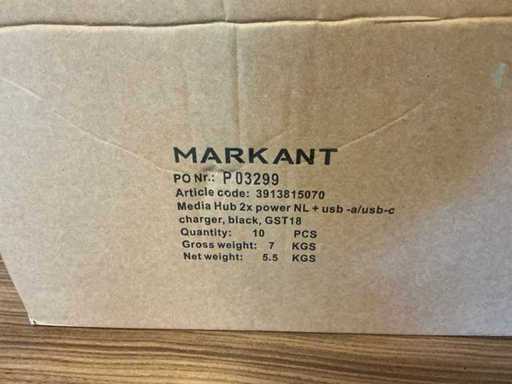 MARKANT
PO Nr.: P 03299
Article code: 3913815070
Media Hub 2x power NL + usb -a/usb-c
charger, black, GST18
Quantity: 10 PCS
Gross weight: 7 KGS
Net weight: 5.5 KGS